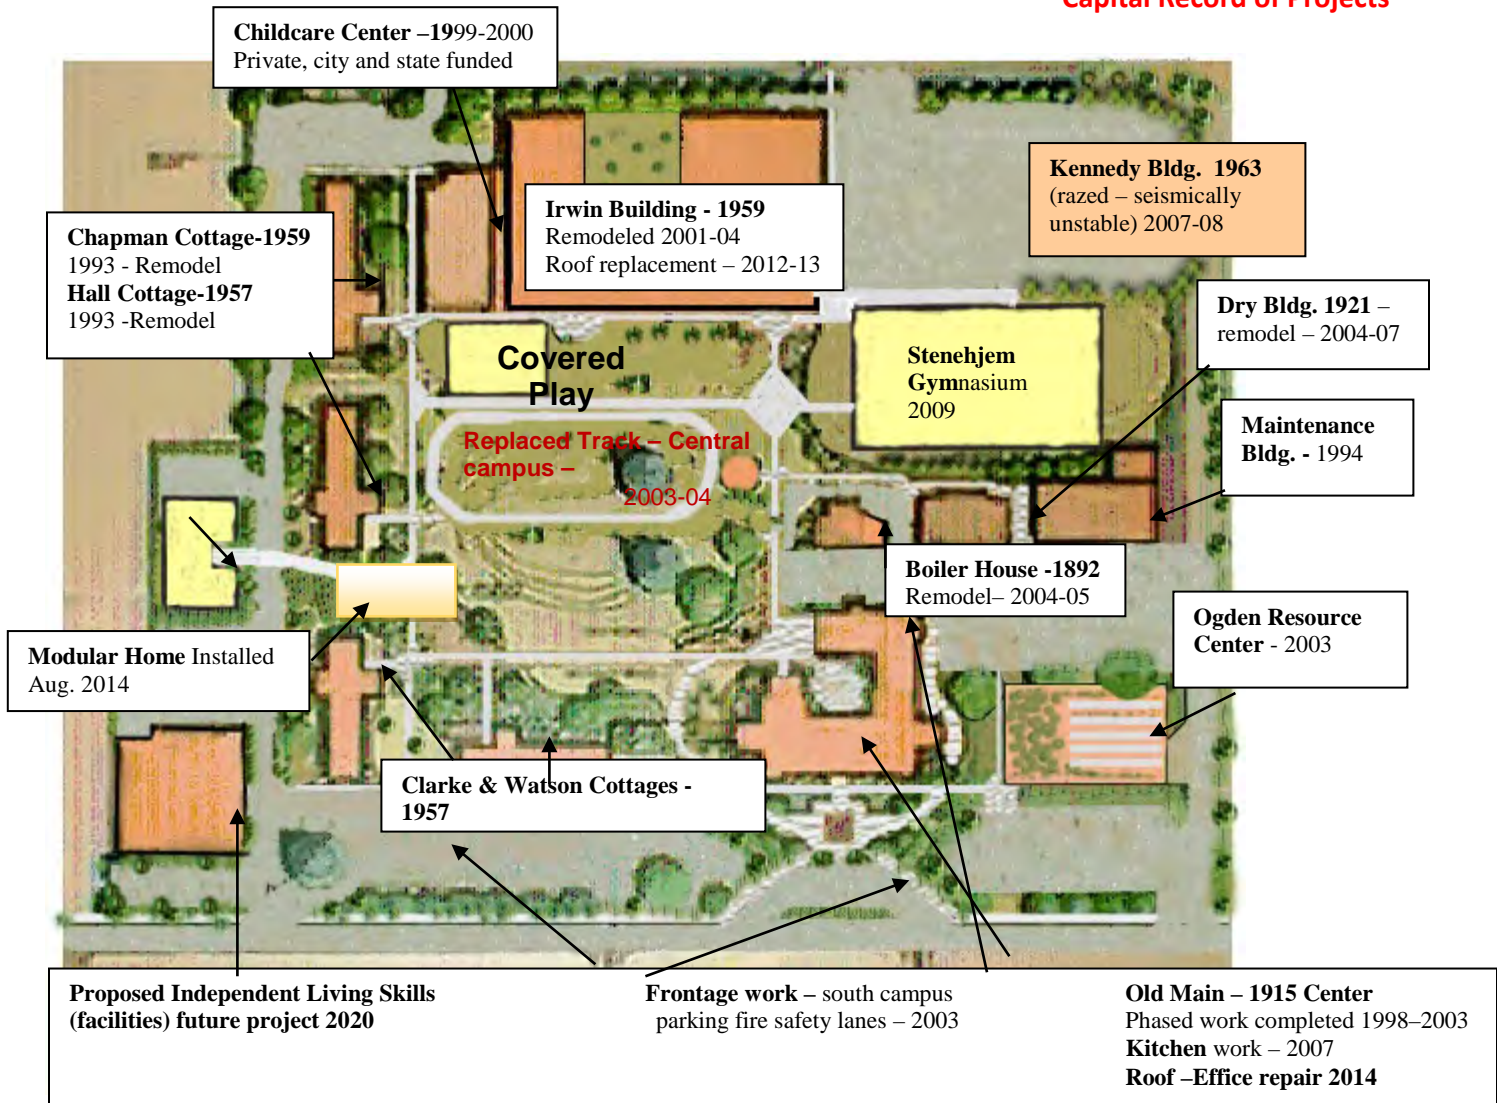 Capital Record of Projects
Childcare Center –1999-2000
Private, city and state funded
Kennedy Bldg. 1963
(razed – seismically
unstable) 2007-08
Irwin Building - 1959
Remodeled 2001-04
Roof replacement – 2012-13
Chapman Cottage-1959
1993 - Remodel
Hall Cottage-1957
1993 -Remodel
Dry Bldg. 1921 –
remodel – 2004-07
Covered
Play
Stenehjem
Gymnasium
2009
Replaced Track – Central
campus –
2003-04
Maintenance
Bldg. - 1994
Boiler House -1892
Remodel– 2004-05
Ogden Resource
Center - 2003
Modular Home Installed
Aug. 2014
Clarke & Watson Cottages -
1957
Proposed Independent Living Skills
(facilities) future project 2020
Frontage work – south campus
parking fire safety lanes – 2003
Old Main – 1915 Center
Phased work completed 1998–2003
Kitchen work – 2007
Roof –Effice repair 2014